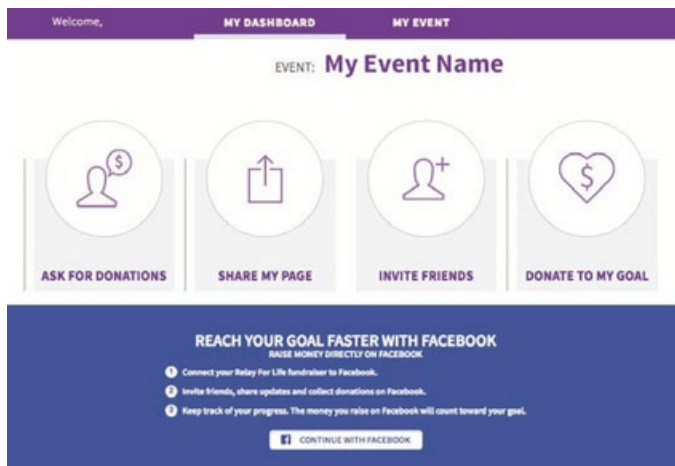 Welcome, MY DASHBOARD MY EVENT
EVENT: My Event Name
$ $
ASK FOR DONATIONS SHARE MY PAGE INVITE FRIENDS DONATE TO MY GOAL
REACH YOUR GOAL FASTER WITH FACEBOOK
RAISE MONEY DIRECTLY ON FACEBOOK
1 Connect your Relay For Life fundraiser to Facebook.
2 Invite friends, share updates and collect donations on Facebook.
3 Keep track of your progress. The money you raise on Facebook will count toward your goal.
f CONTINUE WITH FACEBOOK